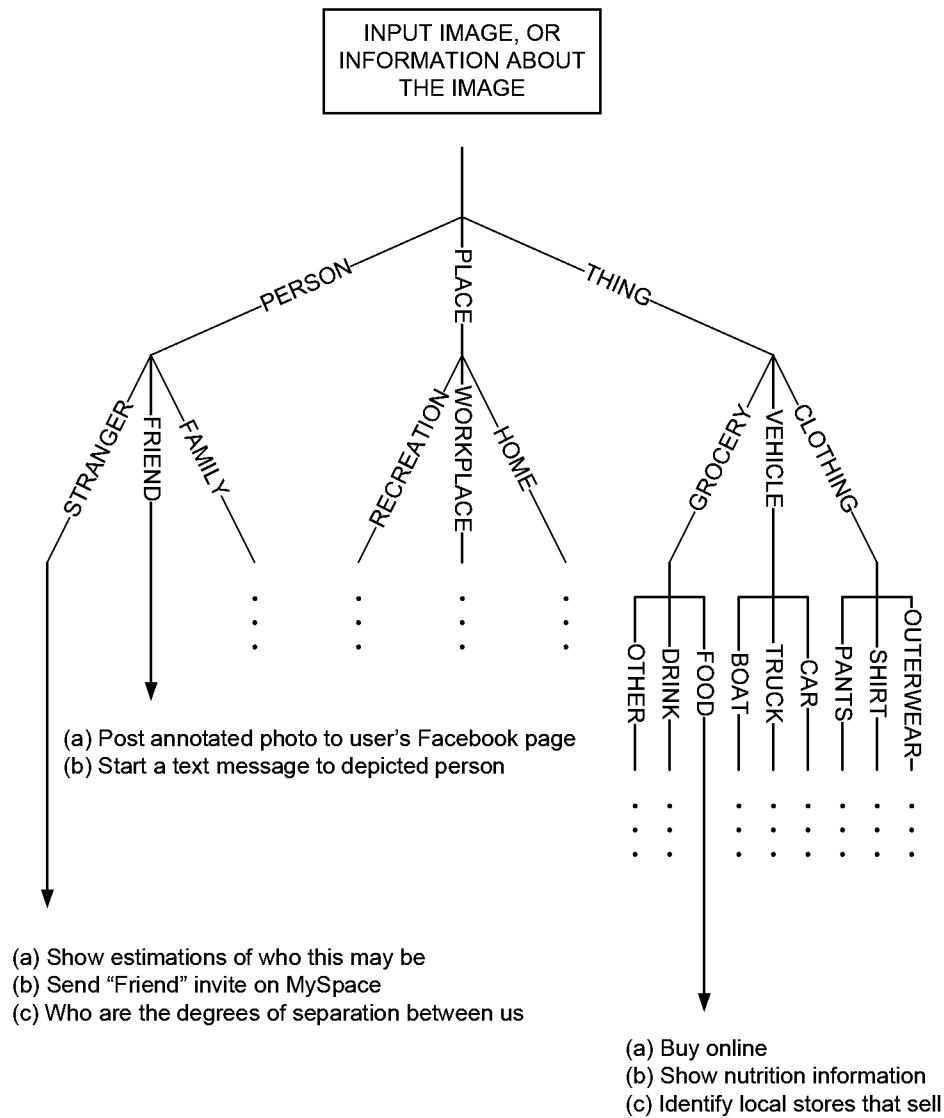 INPUT IMAGE, OR
INFORMATION ABOUT
THE IMAGE
PERSON
PLACE
THING
STRANGER
FRIEND
FAMILY
RECREATION
WORKPLACE
HOME
GROCERY
VEHICLE
CLOTHING
OTHER
DRINK
FOOD
BOAT
TRUCK
CAR
PANTS
SHIRT
OUTERWEAR
(a) Post annotated photo to user's Facebook page
(b) Start a text message to depicted person
(a) Show estimations of who this may be
(b) Send “Friend” invite on MySpace
(c) Who are the degrees of separation between us
(a) Buy online
(b) Show nutrition information
(c) Identify local stores that sell